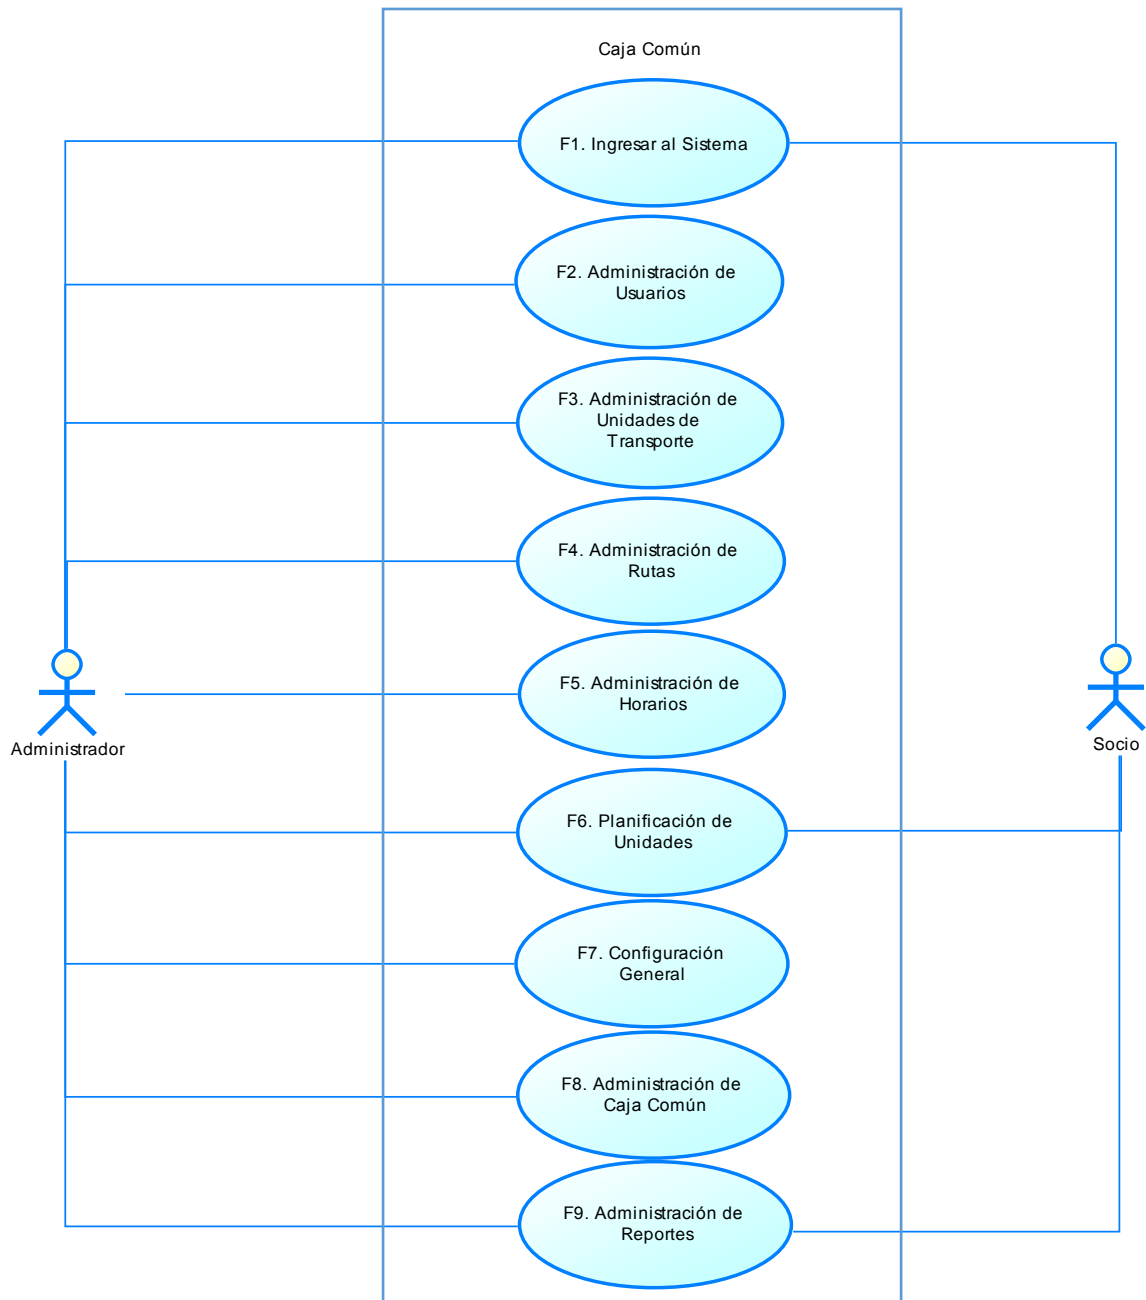 Caja Común
F1. Ingresar al Sistema
F2. Administración de
Usuarios
F3. Administración de
Unidades de
Transporte
F4. Administración de
Rutas
F5. Administración de
Horarios
Administrador
Socio
F6. Planificación de
Unidades
F7. Configuración
General
F8. Administración de
Caja Común
F9. Administración de
Reportes